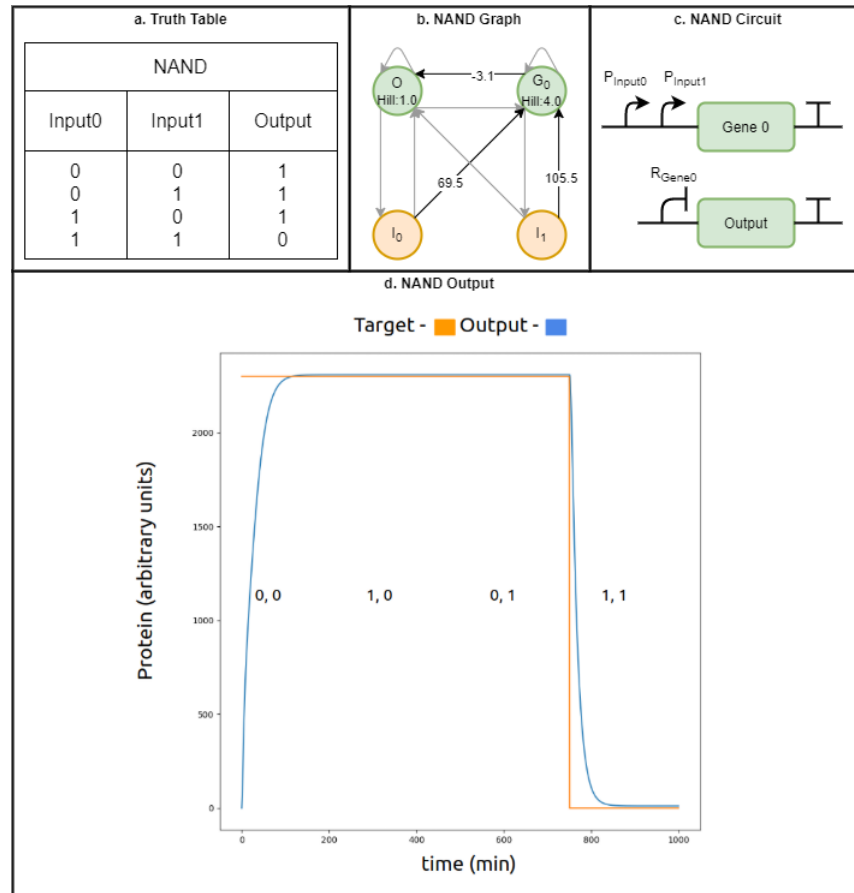 a. Truth Table
NAND
Input0 Input1 Output
0 0 1
0 1 1
1 0 1
1 1 0
b. NAND Graph
-3.1
O
Hill:1.0
G0
Hill:4.0
69.5
105.5
I0
I1
c. NAND Circuit
PInput0 PInput1
Gene 0
RGene0
Output
d. NAND Output
Target - Output -
Protein (arbitrary units)
2000
1500
1000
500
0
0, 0 1, 0 0, 1 1, 1
0 200 400 600 800 1000
time (min)